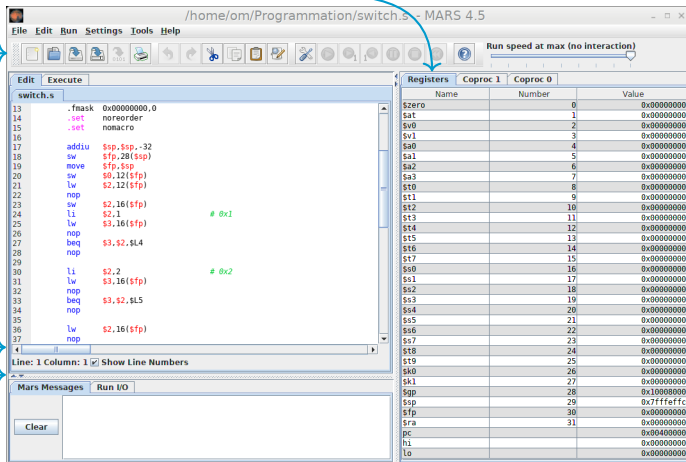 /home/om/Programmation/switch.s - MARS 4.5
File Edit Run Settings Tools Help
Run speed at max (no interaction)
Edit Execute
switch.s
13 .fmask 0x00000000,0
14 .set noreorder
15 .set nomacro
16
17 addiu $sp,$sp,-32
18 sw $fp,28($sp)
19 move $fp,$sp
20 sw $0,12($fp)
21 lw $2,12($fp)
22 nop
23 sw $2,16($fp)
24 li $2,1 # 0x1
25 lw $3,16($fp)
26 nop
27 beq $3,$2,$L4
28 nop
29
30 li $2,2 # 0x2
31 lw $3,16($fp)
32 nop
33 beq $3,$2,$L5
34 nop
35
36 lw $2,16($fp)
37 nop
Line: 1 Column: 1 Show Line Numbers
Mars Messages Run I/O
Clear
Registers Coproc 1 Coproc 0
Name Number Value
$zero 0 0x00000000
$at 1 0x00000000
$v0 2 0x00000000
$v1 3 0x00000000
$a0 4 0x00000000
$a1 5 0x00000000
$a2 6 0x00000000
$a3 7 0x00000000
$t0 8 0x00000000
$t1 9 0x00000000
$t2 10 0x00000000
$t3 11 0x00000000
$t4 12 0x00000000
$t5 13 0x00000000
$t6 14 0x00000000
$t7 15 0x00000000
$s0 16 0x00000000
$s1 17 0x00000000
$s2 18 0x00000000
$s3 19 0x00000000
$s4 20 0x00000000
$s5 21 0x00000000
$s6 22 0x00000000
$s7 23 0x00000000
$t8 24 0x00000000
$t9 25 0x00000000
$k0 26 0x00000000
$k1 27 0x00000000
$gp 28 0x10008000
$sp 29 0x7fffeffc
$fp 30 0x00000000
$ra 31 0x00000000
pc 0x00400000
hi 0x00000000
lo 0x00000000